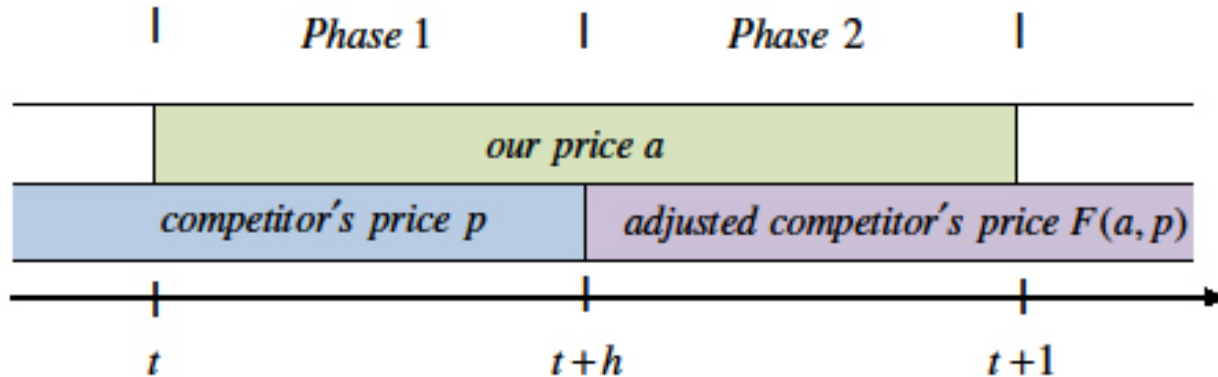 Phase 1 Phase 2
our price a
competitor's price p adjusted competitor's price F(a, p)
t t+h t+1